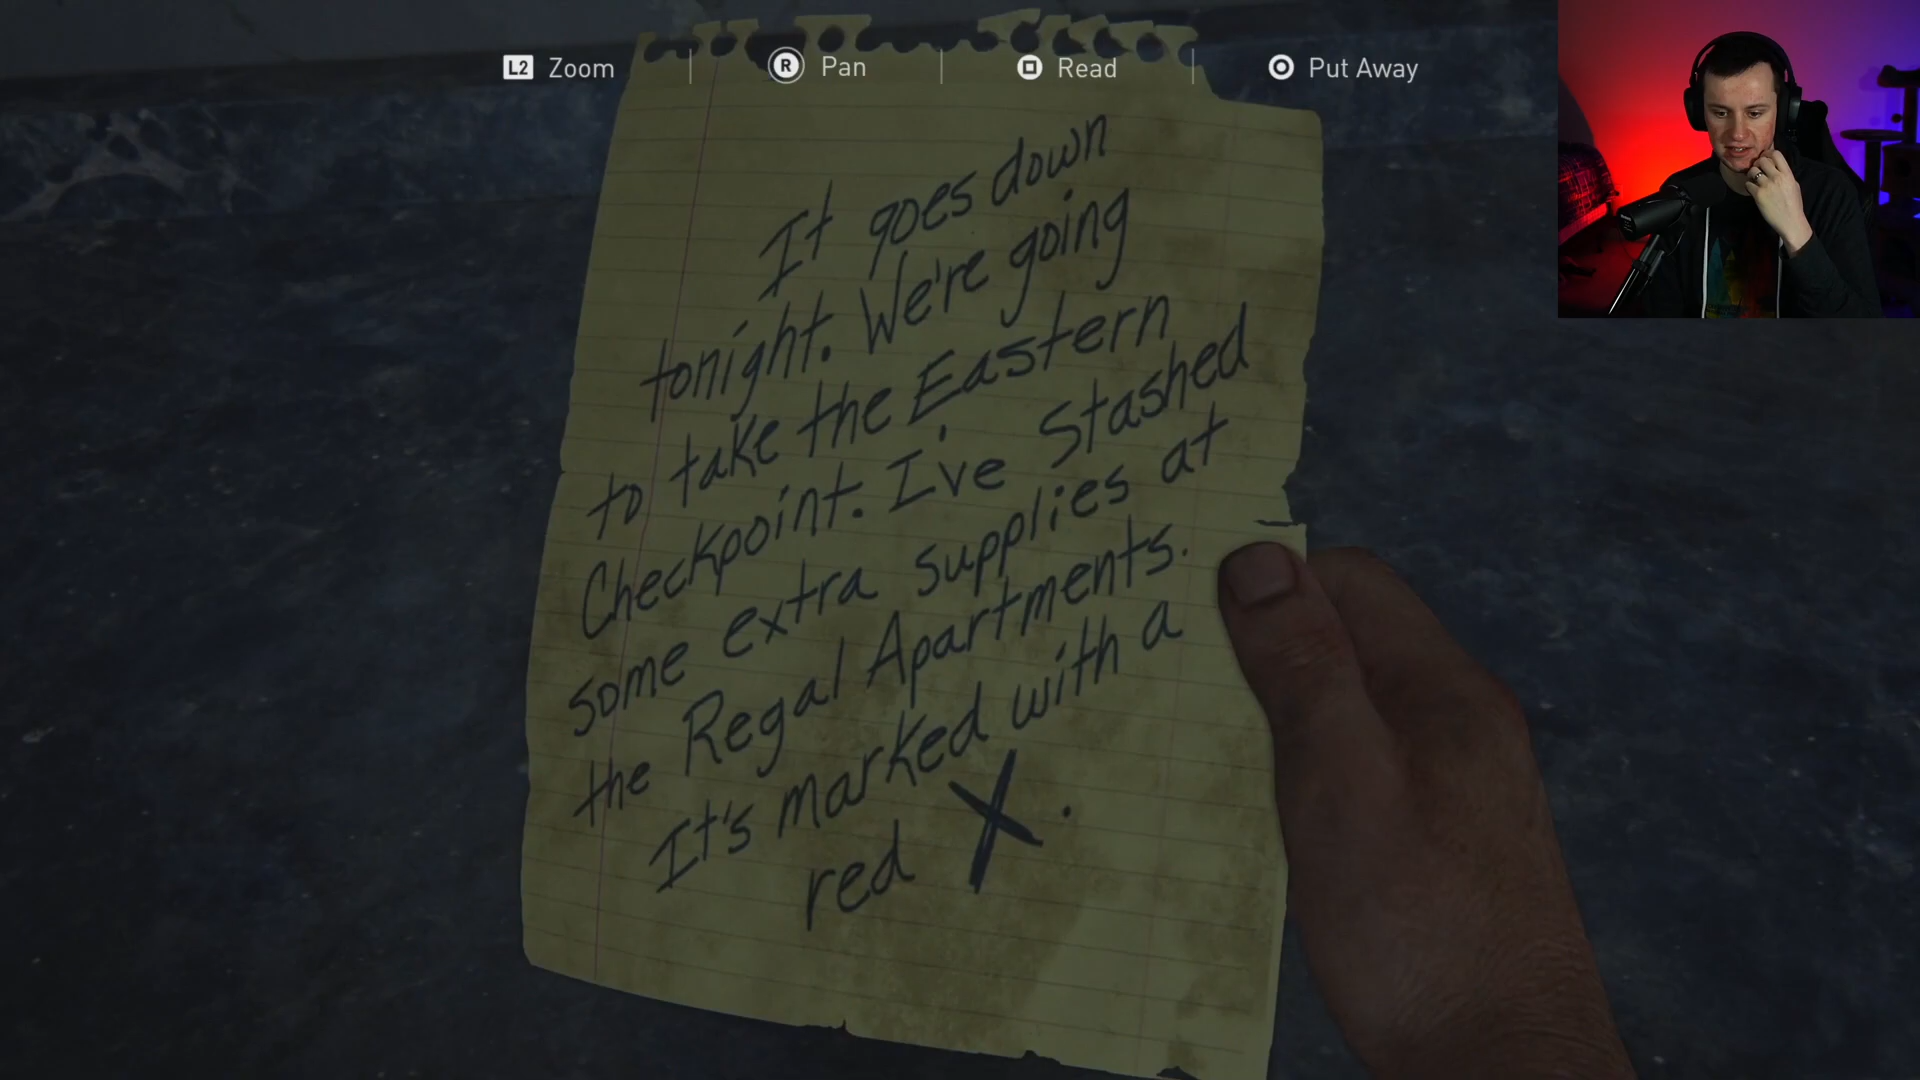 L2 Zoom R Pan Read Put Away
It goes down
tonight. We're going
to take the Eastern
Checkpoint. I've Stashed
some extra supplies at
the Regal Apartments.
It's marked with a
red X.